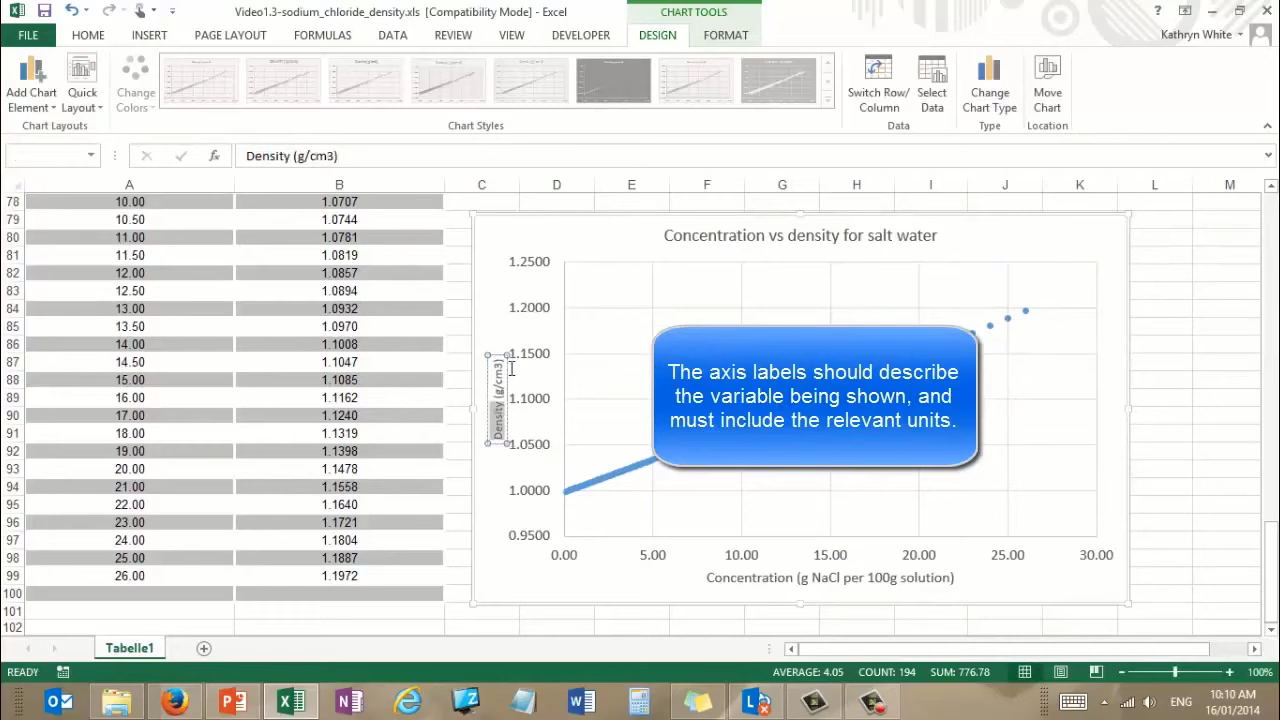 Video1.3-sodium_chloride_density.xls [Compatibility Mode] - Excel
CHART TOOLS
?
FILE HOME INSERT PAGE LAYOUT FORMULAS DATA REVIEW VIEW DEVELOPER DESIGN FORMAT
Kathryn White
Add Chart Element
Quick Layout
Change Colors
Switch Row/ Column
Select Data
Change Chart Type
Move Chart
Chart Layouts Chart Styles Data Type Location
fx Density (g/cm3)
A B C D E F G H I J K L M
78 10.00 1.0707
79 10.50 1.0744
80 11.00 1.0781
81 11.50 1.0819
82 12.00 1.0857
83 12.50 1.0894
84 13.00 1.0932
85 13.50 1.0970
86 14.00 1.1008
87 14.50 1.1047
88 15.00 1.1085
89 16.00 1.1162
90 17.00 1.1240
91 18.00 1.1319
92 19.00 1.1398
93 20.00 1.1478
94 21.00 1.1558
95 22.00 1.1640
96 23.00 1.1721
97 24.00 1.1804
98 25.00 1.1887
99 26.00 1.1972
100
101
102
Concentration vs density for salt water
1.2500
1.2000
1.1500
1.1000
1.0500
1.0000
0.9500
Density (g/cm3)
0.00 5.00 10.00 15.00 20.00 25.00 30.00
Concentration (g NaCl per 100g solution)
The axis labels should describe
the variable being shown, and
must include the relevant units.
Tabelle1
READY AVERAGE: 4.05 COUNT: 194 SUM: 776.78 100%
ENG
10:10 AM
16/01/2014